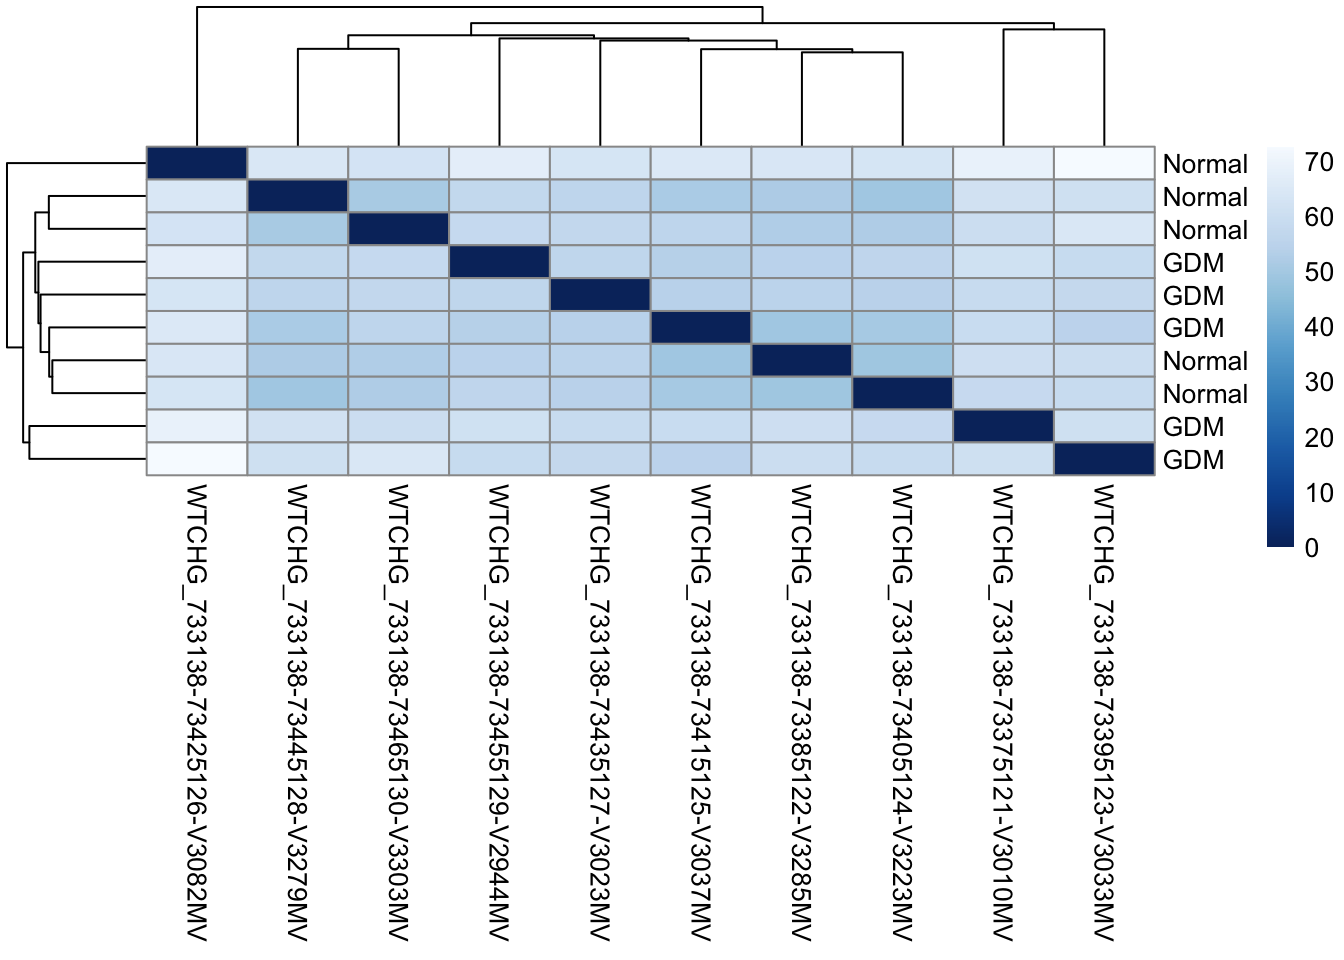 Normal
Normal
Normal
GDM
GDM
GDM
Normal
Normal
GDM
GDM
70
60
50
40
30
20
10
0
WTCHG_733138-73425126-V3082MV
WTCHG_733138-73445128-V3279MV
WTCHG_733138-73465130-V3303MV
WTCHG_733138-73455129-V2944MV
WTCHG_733138-73435127-V3023MV
WTCHG_733138-73415125-V3037MV
WTCHG_733138-73385122-V3285MV
WTCHG_733138-73405124-V3223MV
WTCHG_733138-73375121-V3010MV
WTCHG_733138-73395123-V3033MV